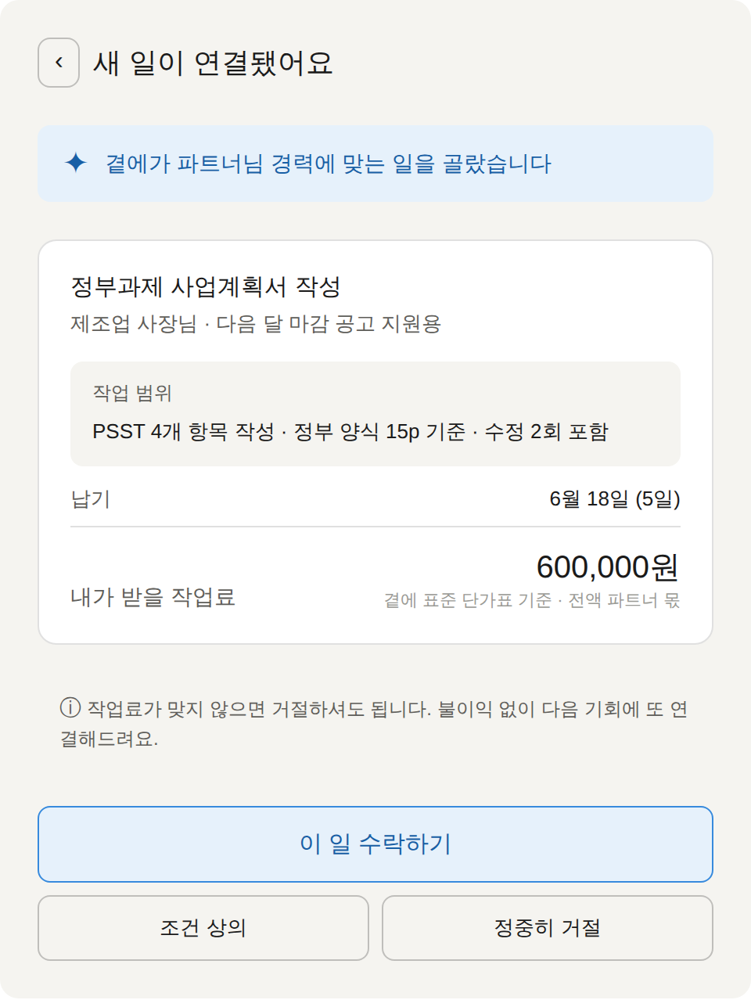 ‹ 새 일이 연결됐어요
✦ 곁에가 파트너님 경력에 맞는 일을 골랐습니다
정부과제 사업계획서 작성
제조업 사장님 · 다음 달 마감 공고 지원용
작업 범위
PSST 4개 항목 작성 · 정부 양식 15p 기준 · 수정 2회 포함
납기 6월 18일 (5일)
600,000원
내가 받을 작업료 곁에 표준 단가표 기준 · 전액 파트너 몫
ⓘ 작업료가 맞지 않으면 거절하셔도 됩니다. 불이익 없이 다음 기회에 또 연
결해드려요.
이 일 수락하기
조건 상의 정중히 거절